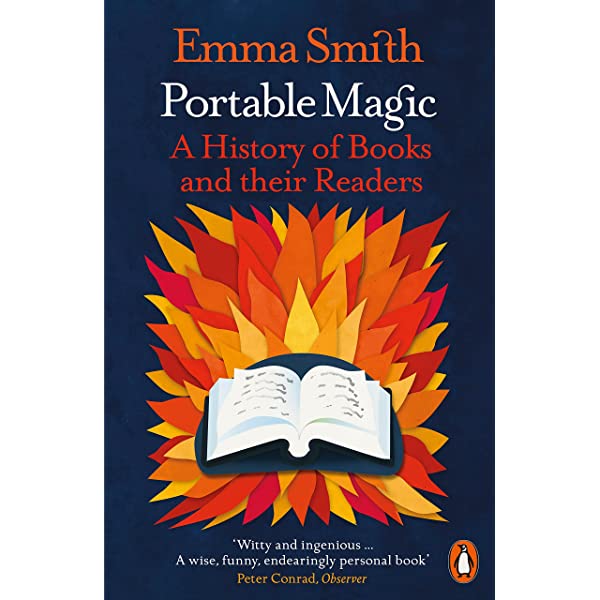 Emma Smith
Portable Magic
A History of Books
and their Readers
‘Witty and ingenious ...
A wise, funny, endearingly personal book’
Peter Conrad, Observer